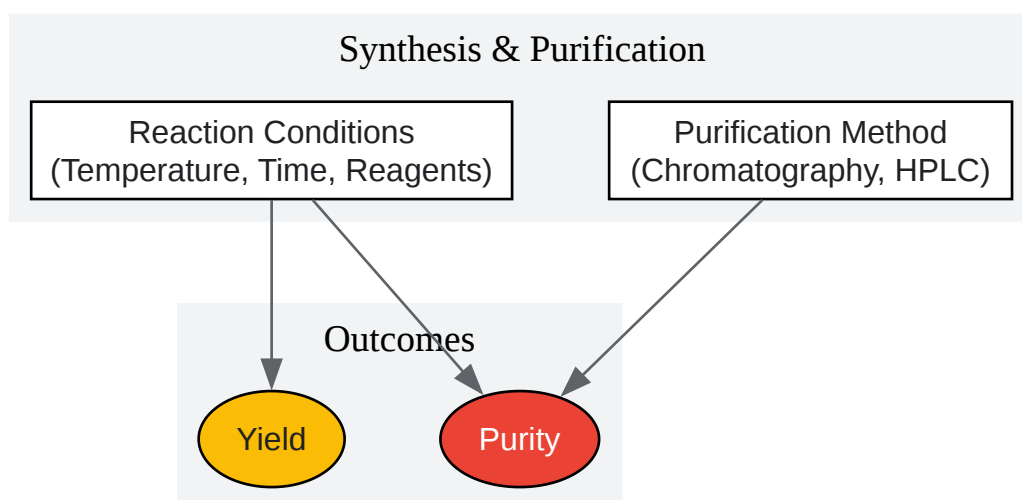 Synthesis & Purification
Reaction Conditions
(Temperature, Time, Reagents)
Purification Method
(Chromatography, HPLC)
Outcomes
Yield
Purity